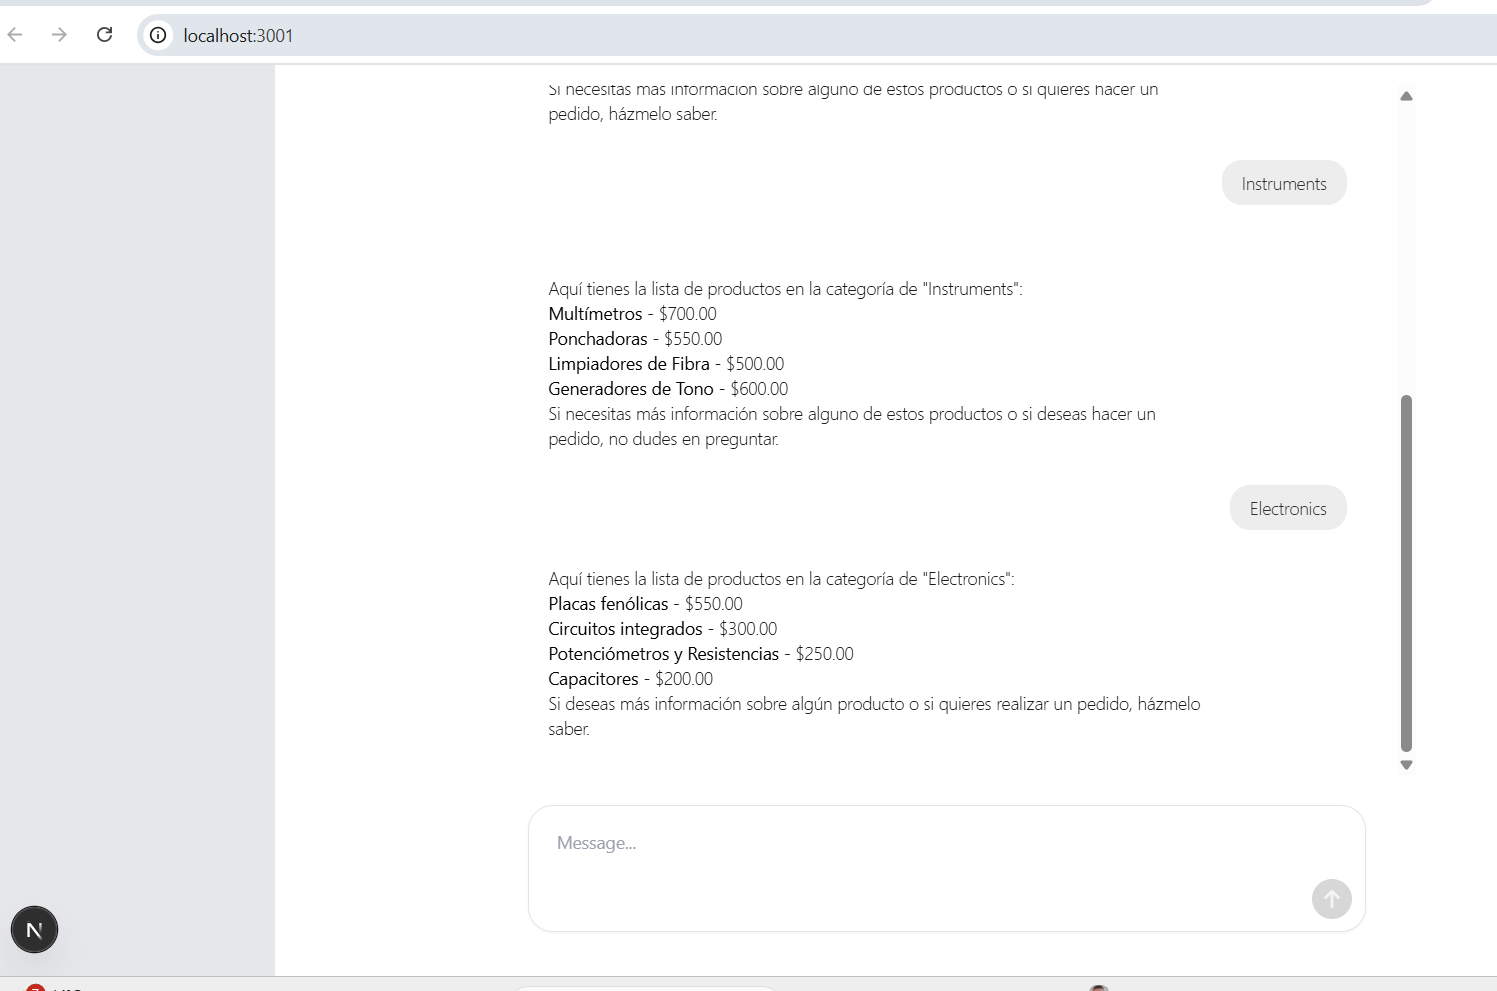 localhost:3001
Si necesitas más información sobre alguno de estos productos o si quieres hacer un
pedido, házmelo saber.
Instruments
Aquí tienes la lista de productos en la categoría de "Instruments":
Multímetros - $700.00
Ponchadoras - $550.00
Limpiadores de Fibra - $500.00
Generadores de Tono - $600.00
Si necesitas más información sobre alguno de estos productos o si deseas hacer un
pedido, no dudes en preguntar.
Electronics
Aquí tienes la lista de productos en la categoría de "Electronics":
Placas fenólicas - $550.00
Circuitos integrados - $300.00
Potenciómetros y Resistencias - $250.00
Capacitores - $200.00
Si deseas más información sobre algún producto o si quieres realizar un pedido, házmelo
saber.
Message...
N